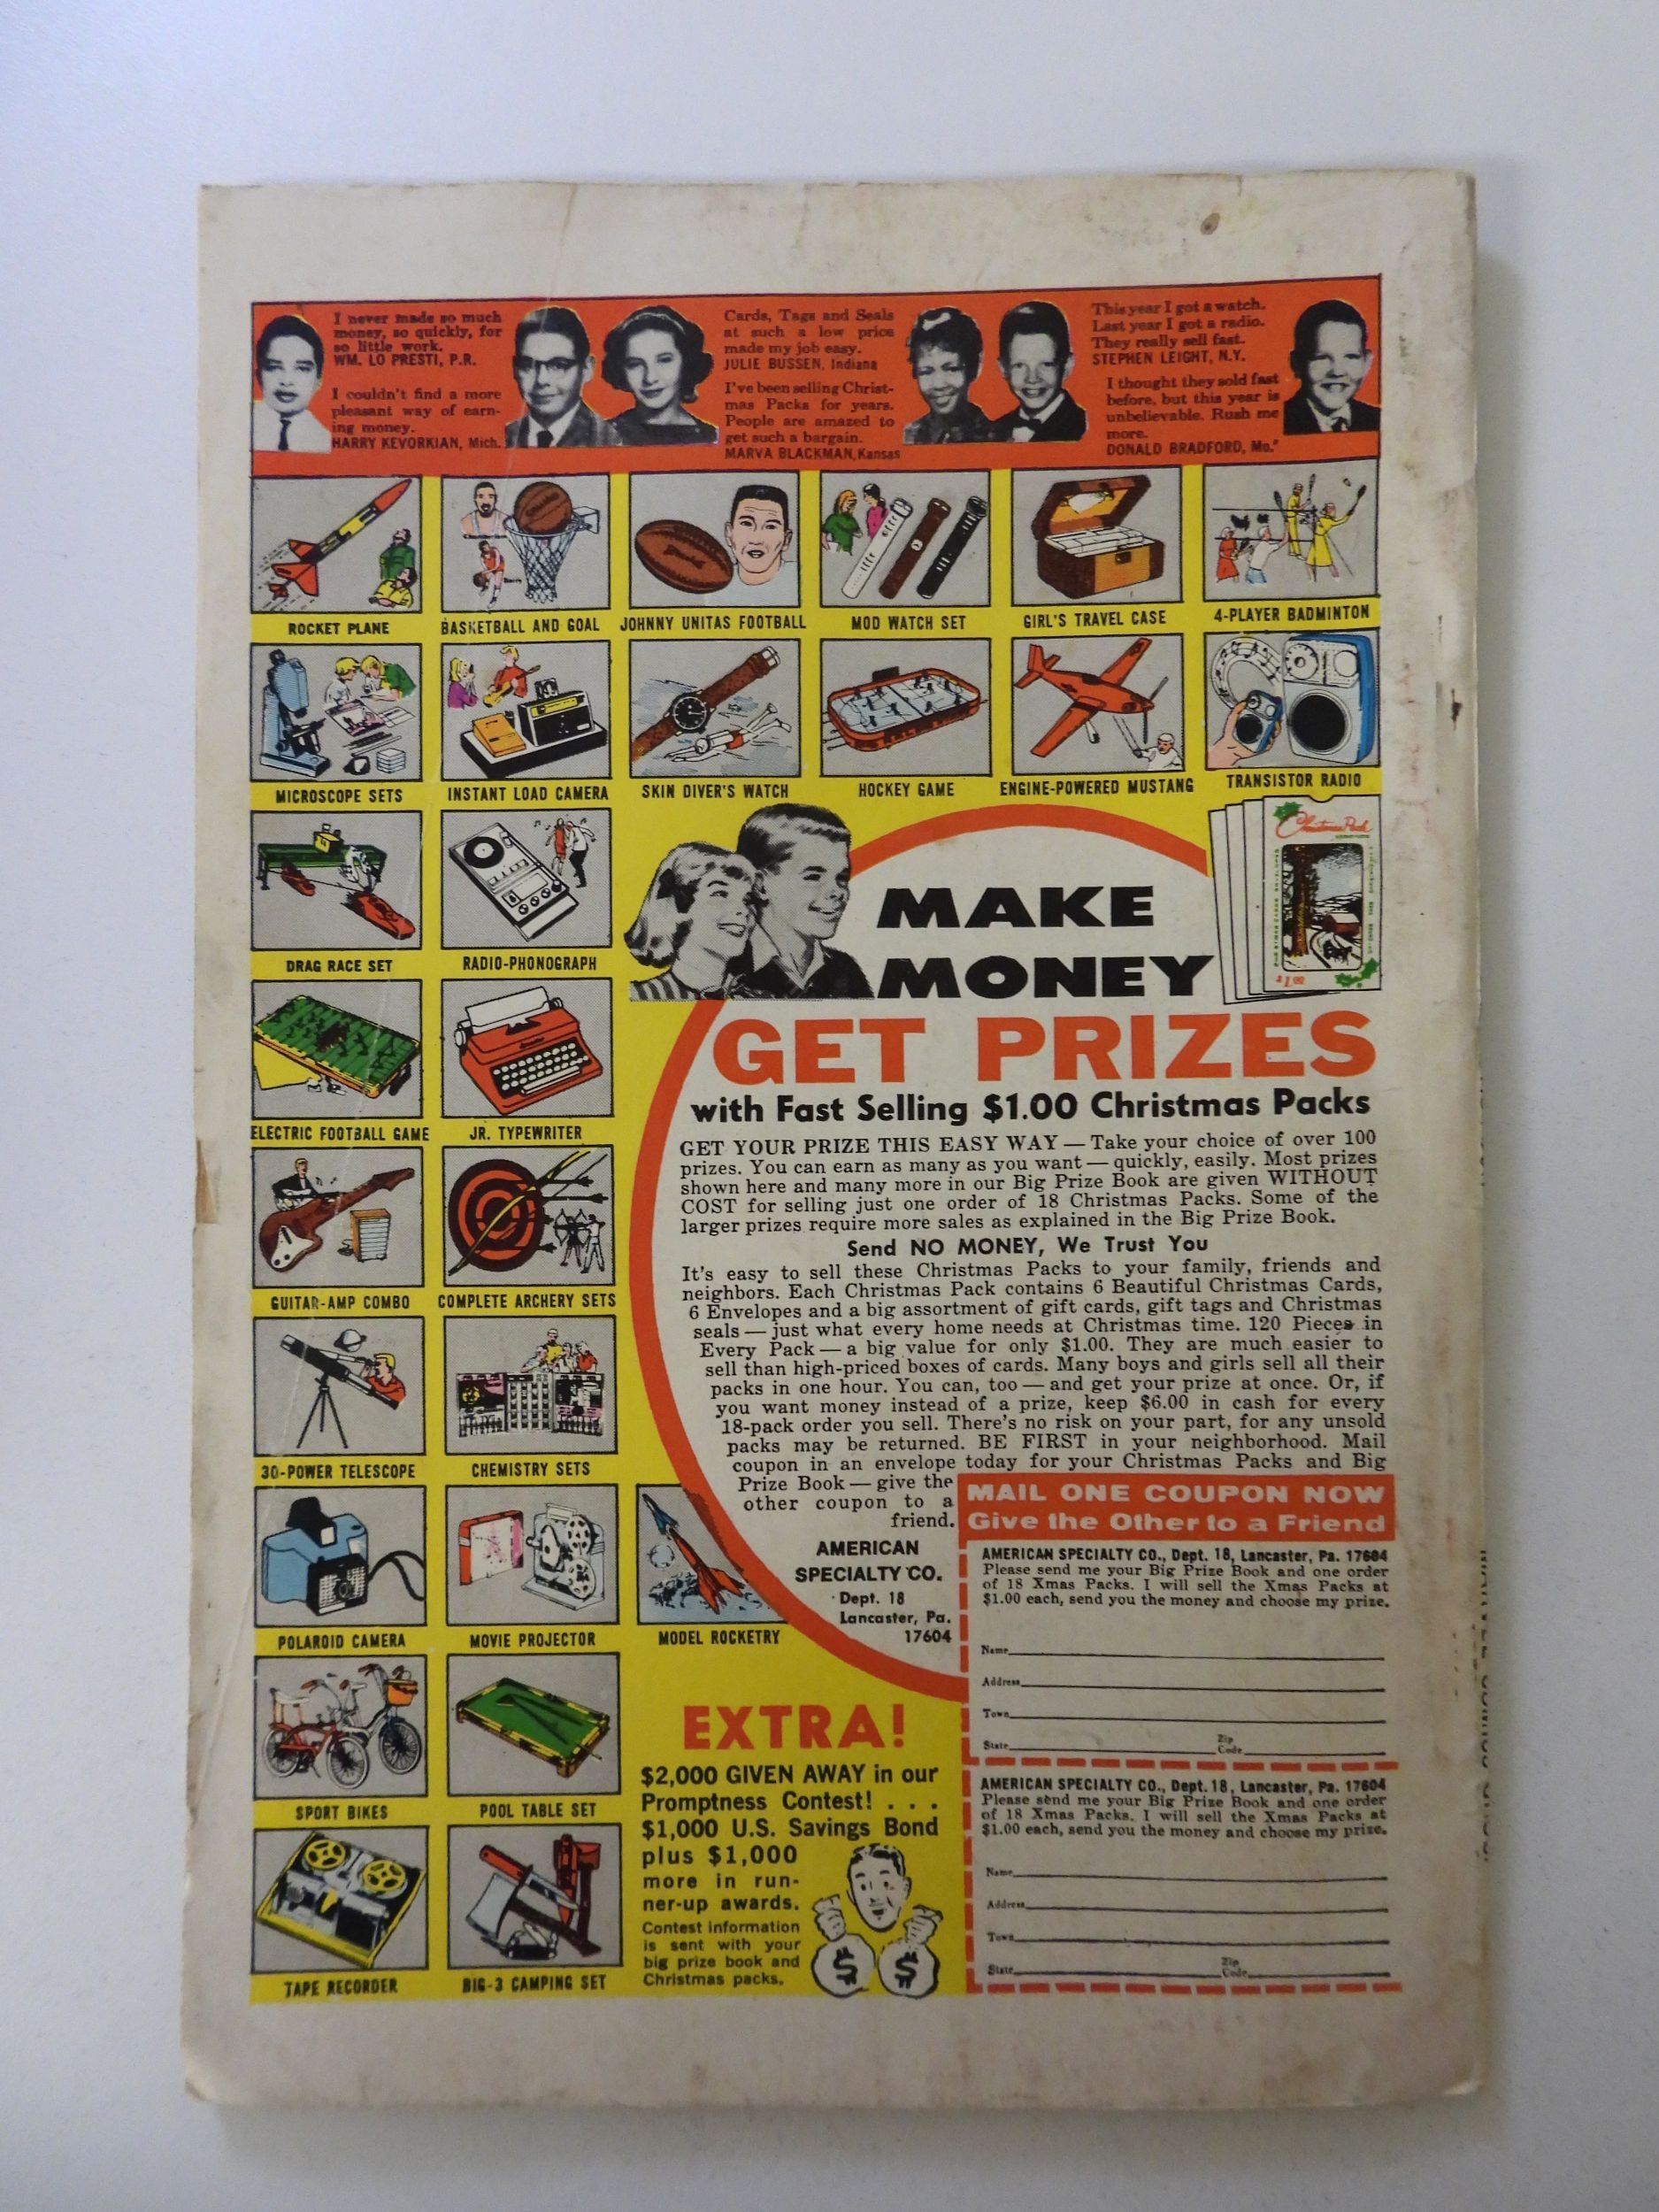 I never made so much
money, so quickly, for
so little work.
WM. LO PRESTI, P.R.
I couldn't find a more
pleasant way of earn-
ing money.
HARRY KEVORKIAN, Mich.
Cards, Tags and Seals
at such a low price
made my job easy.
JULIE BUSSEN, Indiana
I've been selling Christ-
mas Packs for years.
People are amazed to
get such a bargain.
MARVA BLACKMAN, Kansas
This year I got a watch.
Last year I got a radio.
They really sell fast.
STEPHEN LEIGHT, N.Y.
I thought they sold fast
before, but this year is
unbelievable. Rush me
more.
DONALD BRADFORD, Mo."
ROCKET PLANE
BASKETBALL AND GOAL
JOHNNY UNITAS FOOTBALL
MOD WATCH SET
GIRL'S TRAVEL CASE
4-PLAYER BADMINTON
MICROSCOPE SETS
INSTANT LOAD CAMERA
SKIN DIVER'S WATCH
HOCKEY GAME
ENGINE-POWERED MUSTANG
TRANSISTOR RADIO
DRAG RACE SET
RADIO-PHONOGRAPH
ELECTRIC FOOTBALL GAME
JR. TYPEWRITER
GUITAR-AMP COMBO
COMPLETE ARCHERY SETS
30-POWER TELESCOPE
CHEMISTRY SETS
POLAROID CAMERA
MOVIE PROJECTOR
MODEL ROCKETRY
SPORT BIKES
POOL TABLE SET
TAPE RECORDER
BIG-3 CAMPING SET
Christmas Pack
MAKE
MONEY
GET PRIZES
with Fast Selling $1.00 Christmas Packs
GET YOUR PRIZE THIS EASY WAY — Take your choice of over 100
prizes. You can earn as many as you want — quickly, easily. Most prizes
shown here and many more in our Big Prize Book are given WITHOUT
COST for selling just one order of 18 Christmas Packs. Some of the
larger prizes require more sales as explained in the Big Prize Book.
Send NO MONEY, We Trust You
It's easy to sell these Christmas Packs to your family, friends and
neighbors. Each Christmas Pack contains 6 Beautiful Christmas Cards,
6 Envelopes and a big assortment of gift cards, gift tags and Christmas
seals — just what every home needs at Christmas time. 120 Pieces in
Every Pack — a big value for only $1.00. They are much easier to
sell than high-priced boxes of cards. Many boys and girls sell all their
packs in one hour. You can, too — and get your prize at once. Or, if
you want money instead of a prize, keep $6.00 in cash for every
18-pack order you sell. There's no risk on your part, for any unsold
packs may be returned. BE FIRST in your neighborhood. Mail
coupon in an envelope today for your Christmas Packs and Big
Prize Book — give the
other coupon to a
friend.
AMERICAN
SPECIALTY CO.
Dept. 18
Lancaster, Pa.
17604
MAIL ONE COUPON NOW
Give the Other to a Friend
AMERICAN SPECIALTY CO., Dept. 18, Lancaster, Pa. 17604
Please send me your Big Prize Book and one order
of 18 Xmas Packs. I will sell the Xmas Packs at
$1.00 each, send you the money and choose my prize.
Name
Address
Town
State Zip Code
AMERICAN SPECIALTY CO., Dept. 18, Lancaster, Pa. 17604
Please send me your Big Prize Book and one order
of 18 Xmas Packs. I will sell the Xmas Packs at
$1.00 each, send you the money and choose my prize.
Name
Address
Town
State Zip Code
EXTRA!
$2,000 GIVEN AWAY in our
Promptness Contest! . . .
$1,000 U.S. Savings Bond
plus $1,000
more in run-
ner-up awards.
Contest information
is sent with your
big prize book and
Christmas packs.
$ $